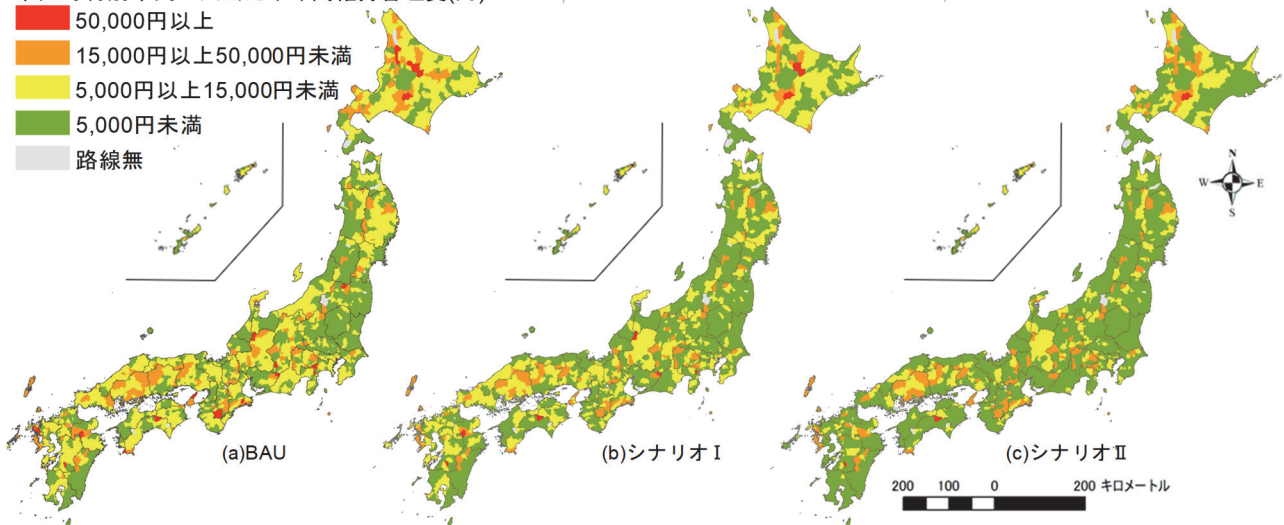 50,000円以上
15,000円以上50,000円未満
5,000円以上15,000円未満
5,000円未満
路線無
N
W
E
S
(a)BAU
(b)シナリオⅠ
(c)シナリオⅡ
200 100 0 200 キロメートル